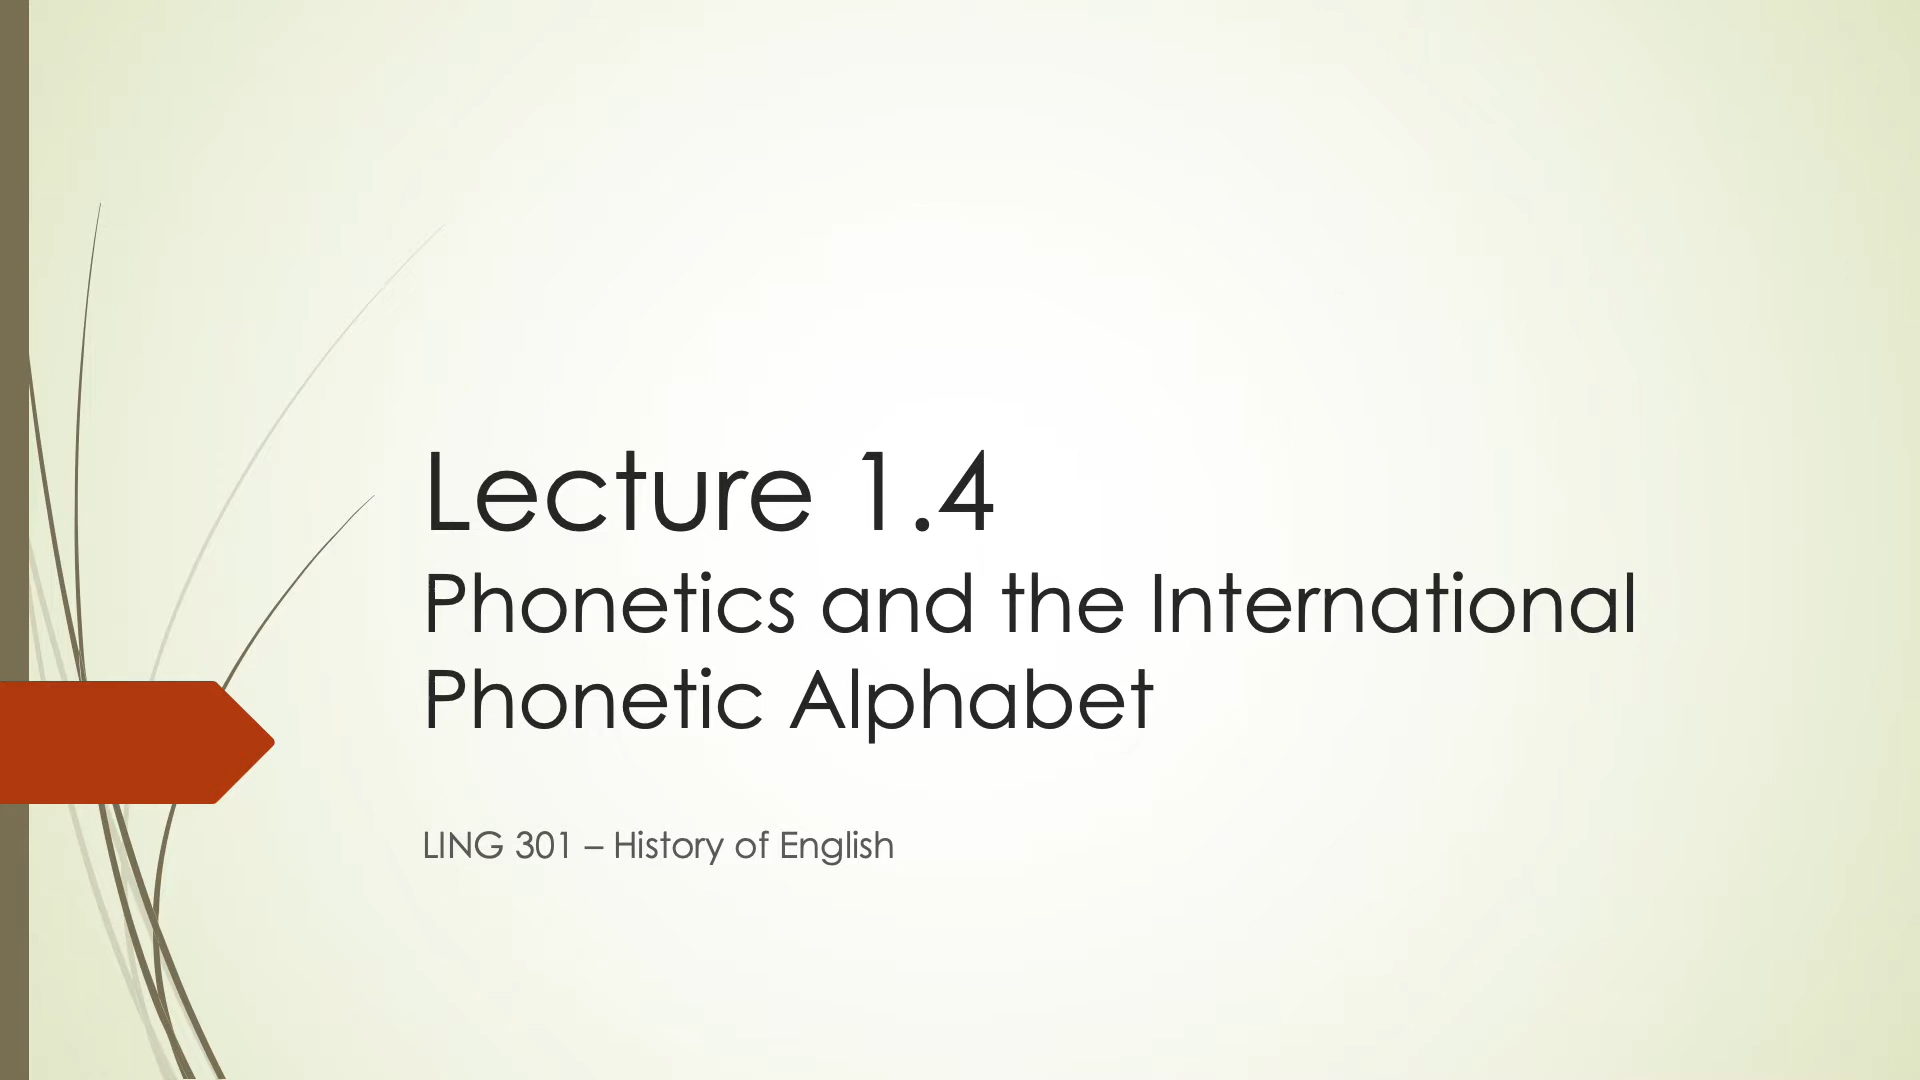 Lecture 1.4
Phonetics and the International
Phonetic Alphabet
LING 301 – History of English